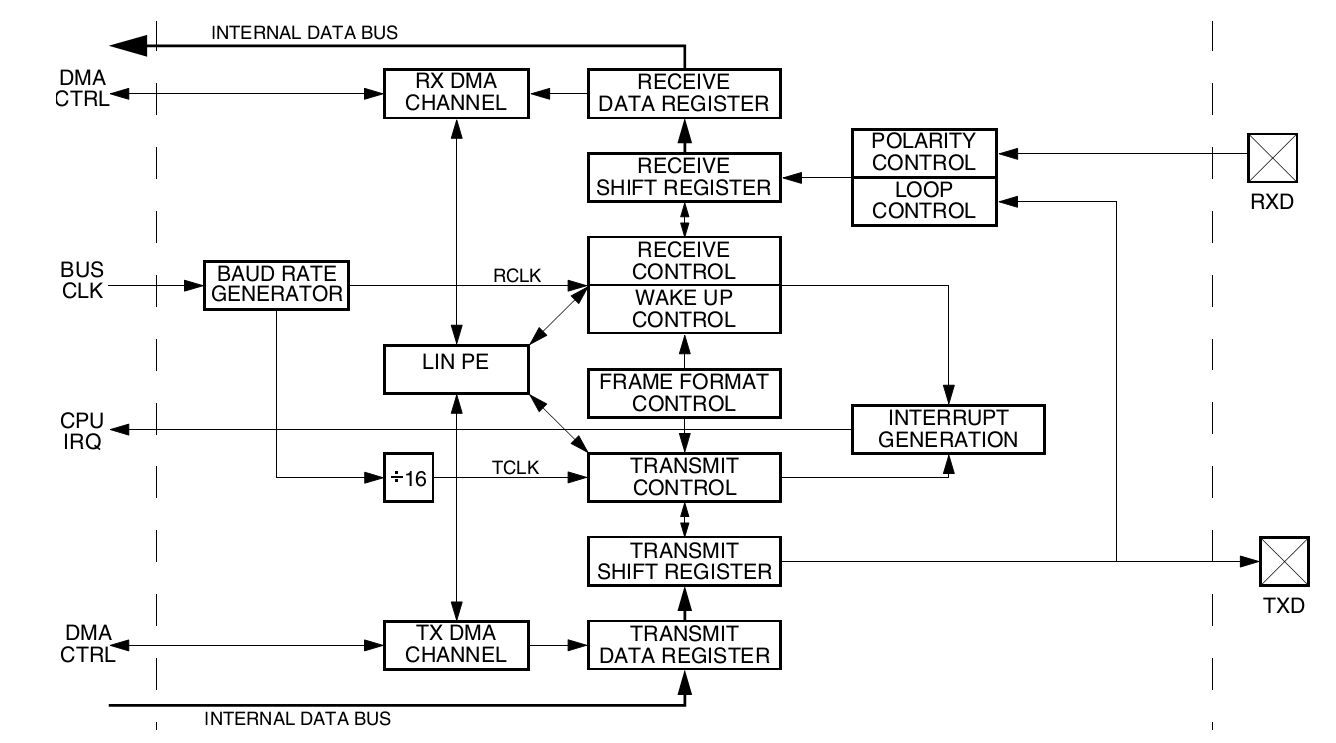 INTERNAL DATA BUS
DMA
CTRL
RX DMA
CHANNEL
RECEIVE
DATA REGISTER
POLARITY
CONTROL
RECEIVE
SHIFT REGISTER
LOOP
CONTROL
RXD
BUS
CLK
BAUD RATE
GENERATOR
RCLK
RECEIVE
CONTROL
WAKE UP
CONTROL
LIN PE
FRAME FORMAT
CONTROL
CPU
IRQ
INTERRUPT
GENERATION
÷16
TCLK
TRANSMIT
CONTROL
TRANSMIT
SHIFT REGISTER
TXD
DMA
CTRL
TX DMA
CHANNEL
TRANSMIT
DATA REGISTER
INTERNAL DATA BUS